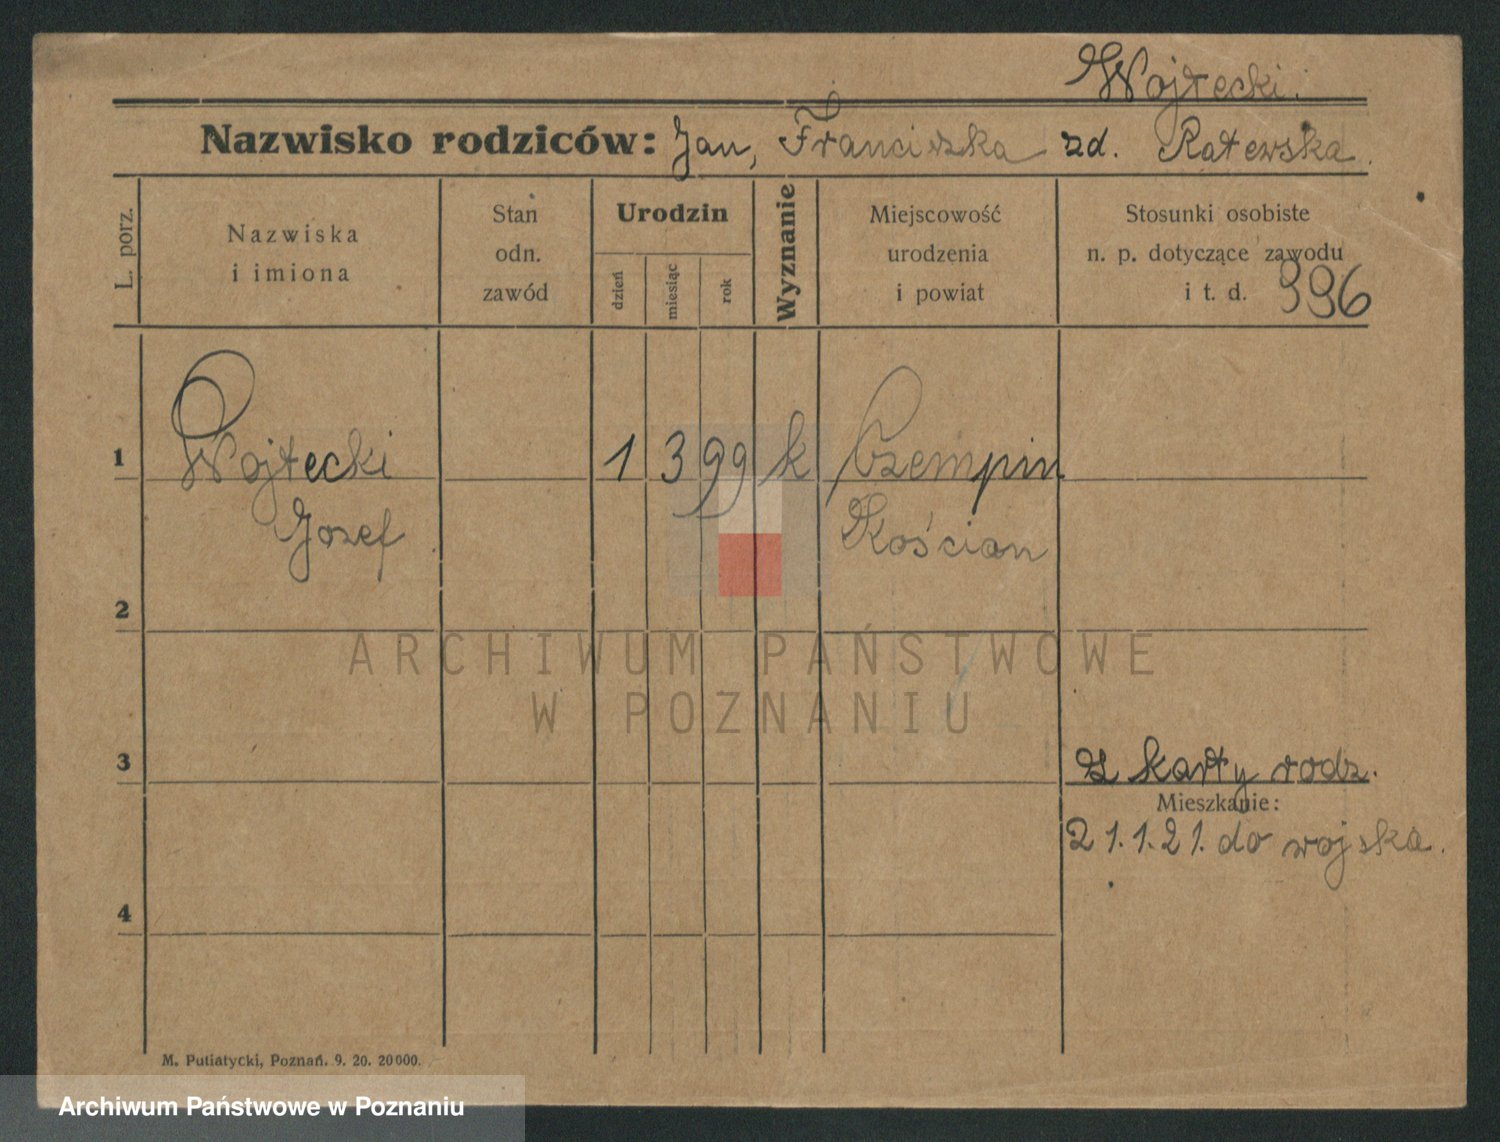 Wojtecki.
Nazwisko rodziców: Jan, Franciszka zd. Ratewska.
L. porz.
Nazwiska
i imiona
Stan
odn.
zawód
Urodzin
dzień
miesiąc
rok
Wyznanie
Miejscowość
urodzenia
i powiat
Stosunki osobiste
n. p. dotyczące zawodu
i t. d. 996
1 Wojtecki 1 3 99 k Czempin
Jozef Kościan
2
ARCHIWUM PAŃSTWOWE
W POZNANIU
3 z karty rodz.
Mieszkanie:
21.1.21. do wojska.
4
M. Putiatycki, Poznań. 9. 20. 20000.
Archiwum Państwowe w Poznaniu